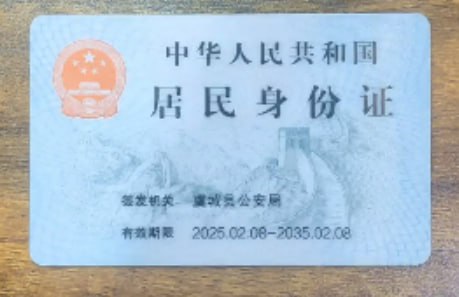 中华人民共和国
居民身份证
签发机关 虞城县公安局
有效期限 2025.02.08-2035.02.08